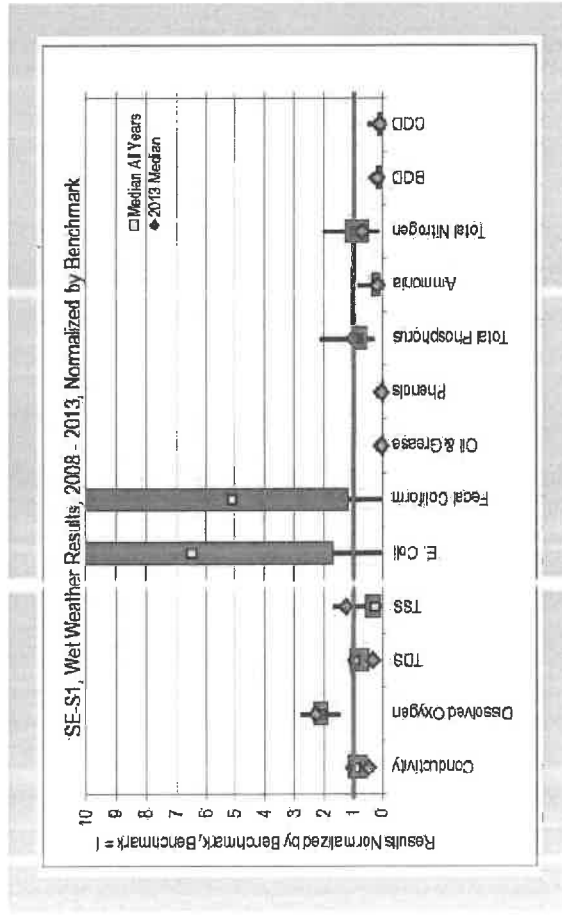 SE-S1, Wet Weather Results, 2008 - 2013, Normalized by Benchmark
Results Normalized by Benchmark, Benchmark = 1
10
9
8
7
6
5
4
3
2
1
0
Median All Years
2013 Median
Conductivity
Dissolved Oxygen
TDS
TSS
E. Coli
Fecal Coliform
Oil & Grease
Phenols
Total Phosphorus
Ammonia
Total Nitrogen
BOD
COD